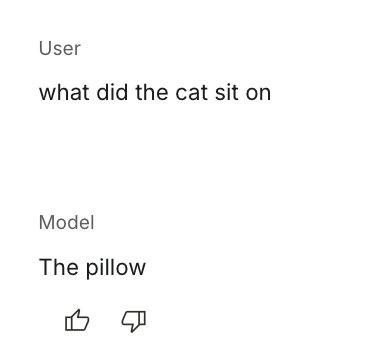 User
what did the cat sit on
Model
The pillow